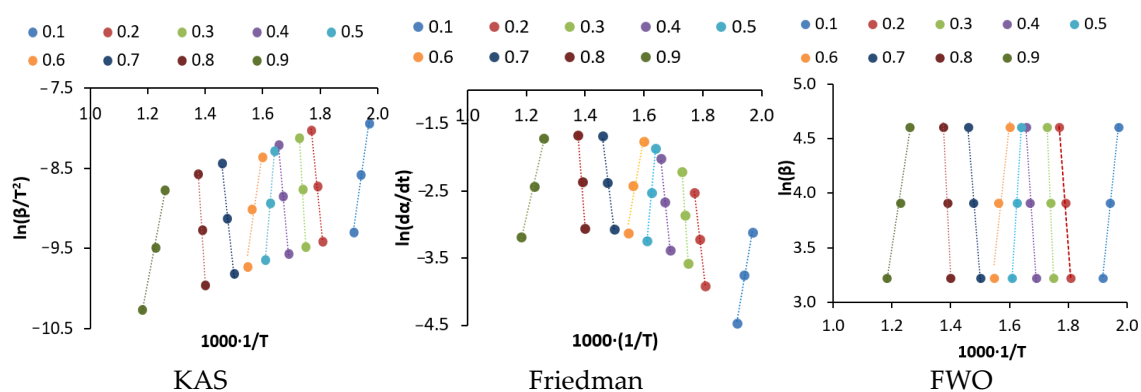 0.1 0.2 0.3 0.4 0.5
0.6 0.7 0.8 0.9
−7.5
1.0 1.2 1.4 1.6 1.8 2.0
−8.5
−9.5
−10.5
ln(β/T²)
1000·1/T
KAS
0.1 0.2 0.3 0.4 0.5
0.6 0.7 0.8 0.9
1.0 1.2 1.4 1.6 1.8 2.0
−1.5
−2.5
−3.5
−4.5
ln(dα/dt)
1000·(1/T)
Friedman
0.1 0.2 0.3 0.4 0.5
0.6 0.7 0.8 0.9
5.0
4.5
4.0
3.5
3.0
1.0 1.2 1.4 1.6 1.8 2.0
ln(β)
1000·1/T
FWO